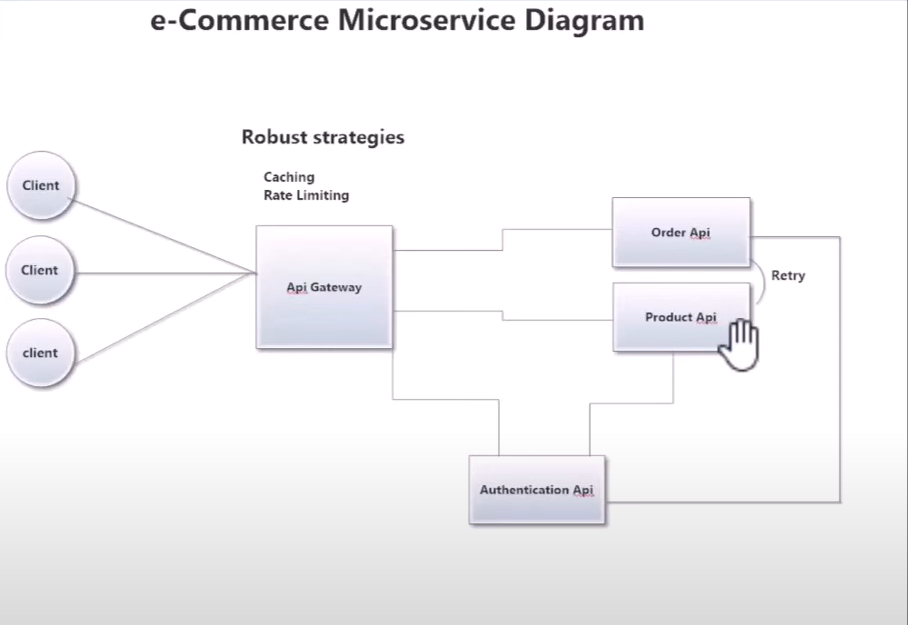 e-Commerce Microservice Diagram
Robust strategies
Caching
Rate Limiting
Client
Client
client
Api Gateway
Order Api
Retry
Product Api
Authentication Api